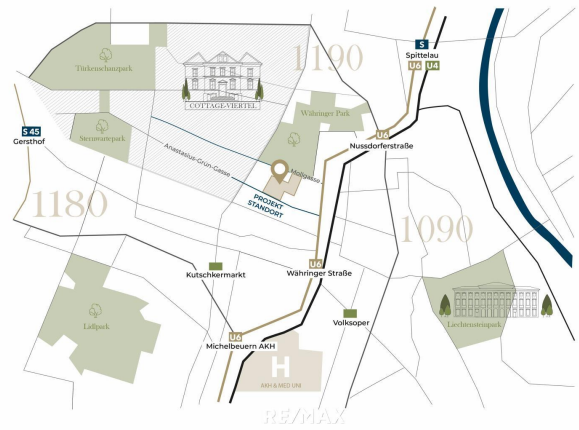 S
Spittelau
U6 U4
1190
Türkenschanzpark
COTTAGE-VIERTEL
Währinger Park
S 45
Gersthof
Sternwartepark
U6
Nussdorferstraße
Anastasius-Grün-Gasse
Mollgasse
PROJEKT
STANDORT
1180
1090
U6
Währinger Straße
Kutschkermarkt
Volksoper
Liechtensteinpark
Laßpark
U6
Michelbeuern AKH
H
AKH & MED UNI
RE/MAX